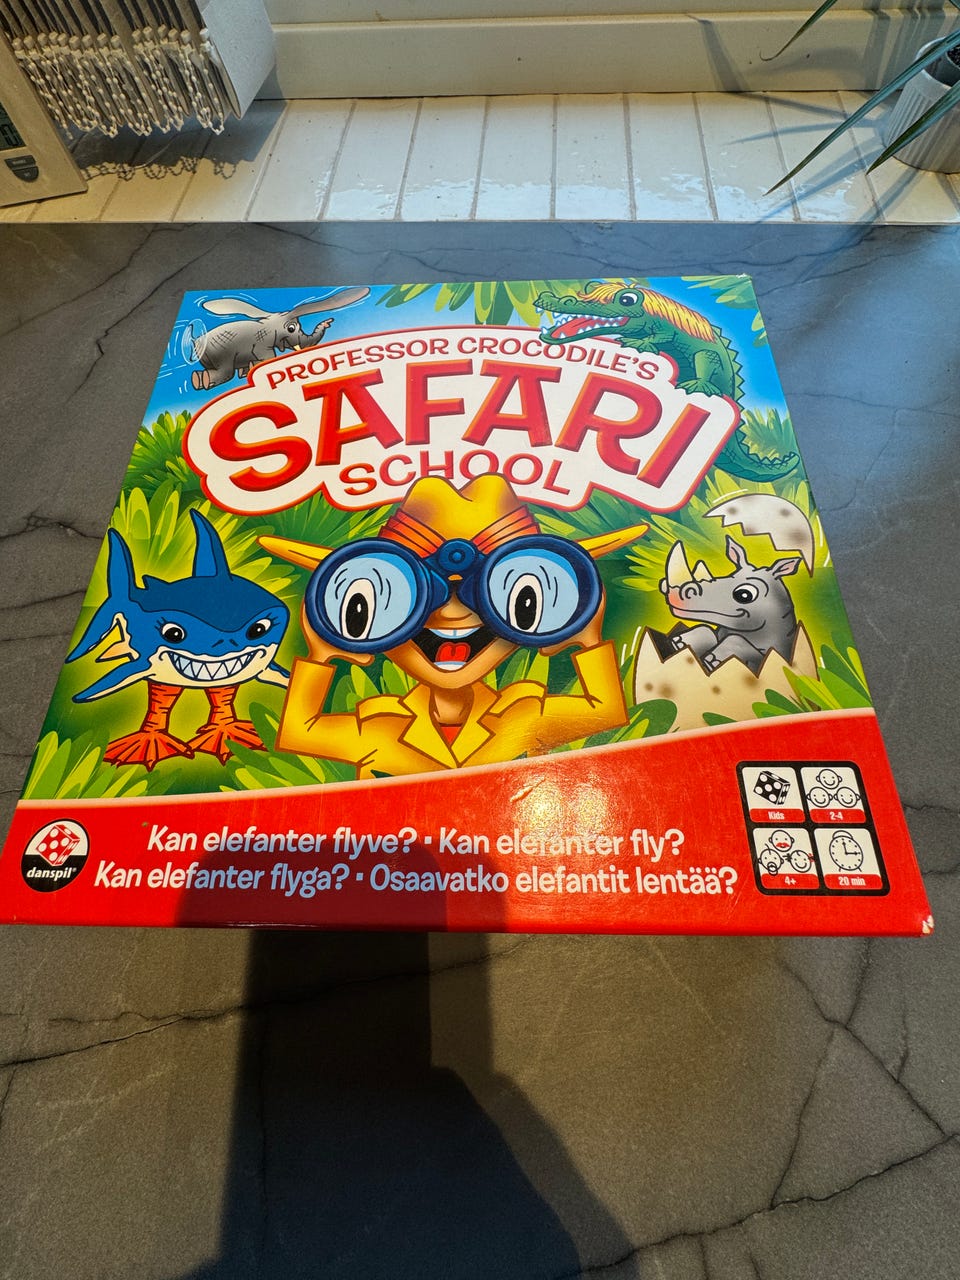 PROFESSOR CROCODILE'S
SAFARI
SCHOOL
Kan elefanter flyve? · Kan elefanter fly?
Kan elefanter flyga? · Osaavatko elefantit lentää?
danspil®
Kids
2-4
4+
20 min